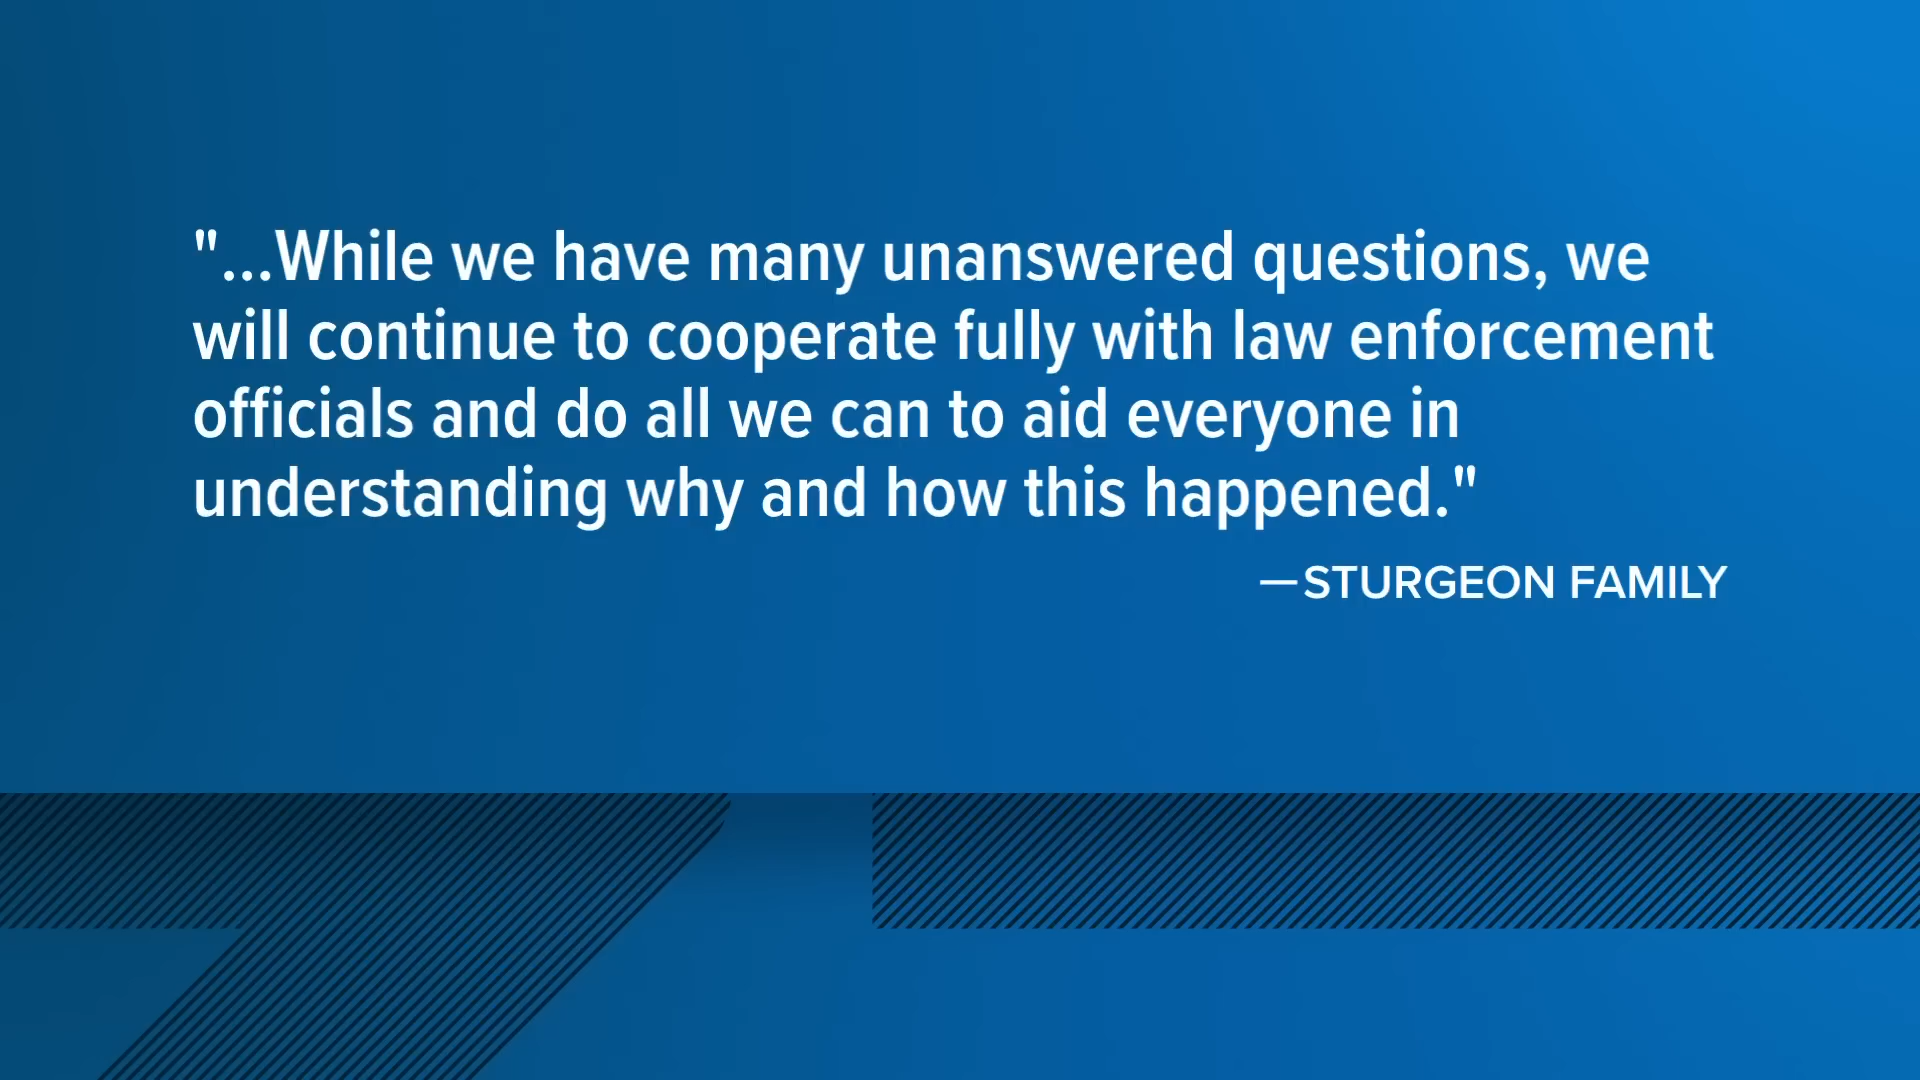 "...While we have many unanswered questions, we
will continue to cooperate fully with law enforcement
officials and do all we can to aid everyone in
understanding why and how this happened."
—STURGEON FAMILY